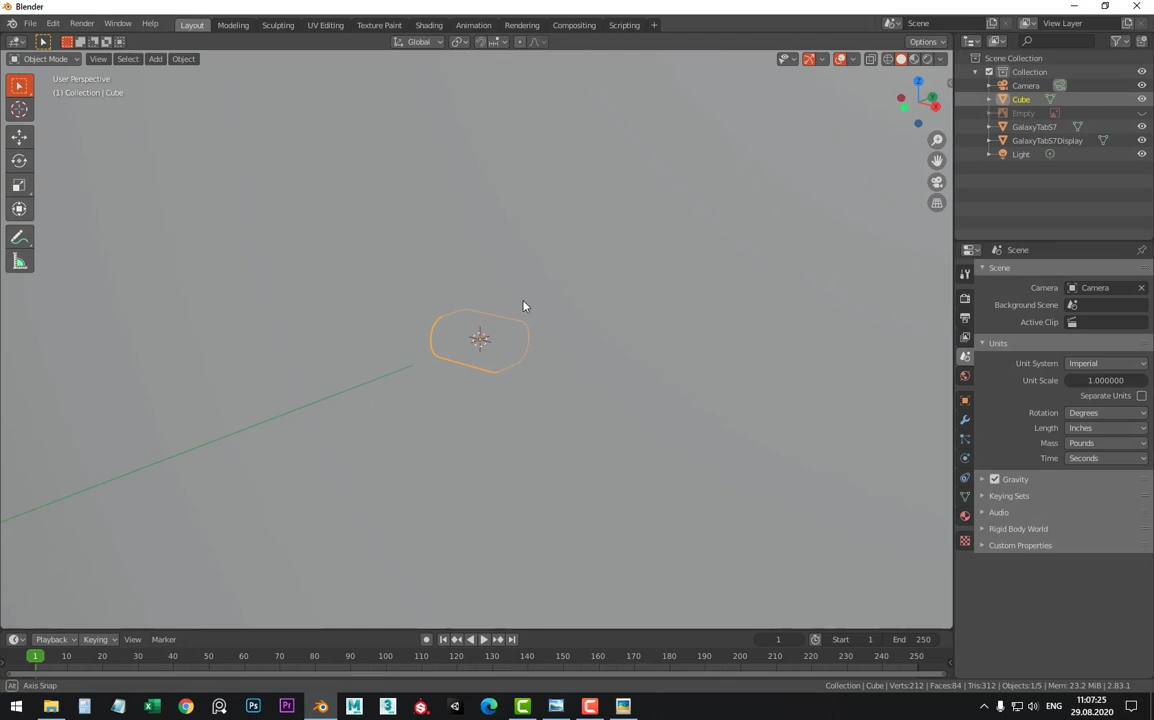 Blender
File Edit Render Window Help Layout Modeling Sculpting UV Editing Texture Paint Shading Animation Rendering Compositing Scripting + Scene View Layer
Global Options
Object Mode View Select Add Object
User Perspective
(1) Collection | Cube
Z
Y
X
Scene Collection
Collection
Camera
Cube
Empty
GalaxyTabS7
GalaxyTabS7Display
Light
Scene
Scene
Camera Camera
Background Scene
Active Clip
Units
Unit System Imperial
Unit Scale 1.000000
Separate Units
Rotation Degrees
Length Inches
Mass Pounds
Time Seconds
Gravity
Keying Sets
Audio
Rigid Body World
Custom Properties
Playback Keying View Marker 1 Start 1 End 250
1 10 20 30 40 50 60 70 80 90 100 110 120 130 140 150 160 170 180 190 200 210 220 230 240 250
Alt Axis Snap Collection | Cube | Verts:212 | Faces:84 | Tris:312 | Objects:1/5 | Mem: 23.2 MiB | 2.83.1
Ps Pr M 3 ENG 11:07:25
29.08.2020